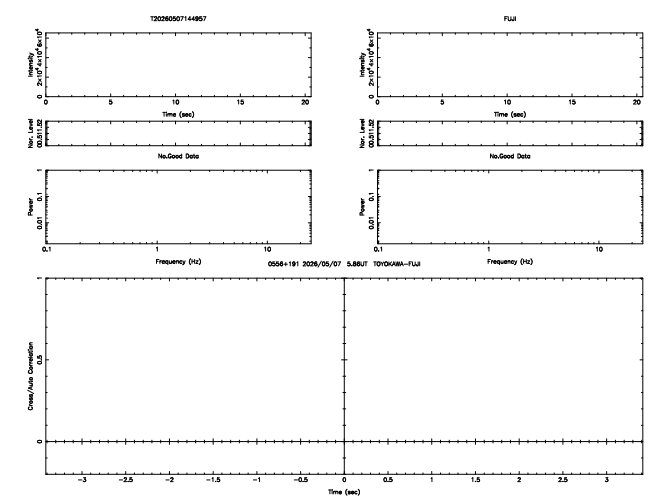 T20260507144957 FUJI
Intensity Intensity
0 2×10⁴ 4×10⁴ 6×10⁴ 0 2×10⁴ 4×10⁴ 6×10⁴
0 5 10 15 20 0 5 10 15 20
Time (sec) Time (sec)
Nor. Level Nor. Level
00.511.52 00.511.52
No.Good Data No.Good Data
Power Power
0.01 0.1 1 0.01 0.1 1
0.1 1 10 0.1 1 10
Frequency (Hz) Frequency (Hz)
0556+191 2026/05/07 5.86UT TOYOKAWA-FUJI
Cross/Auto Correlation
0 0.5 1
-3 -2.5 -2 -1.5 -1 -0.5 0 0.5 1 1.5 2 2.5 3
Time (sec)